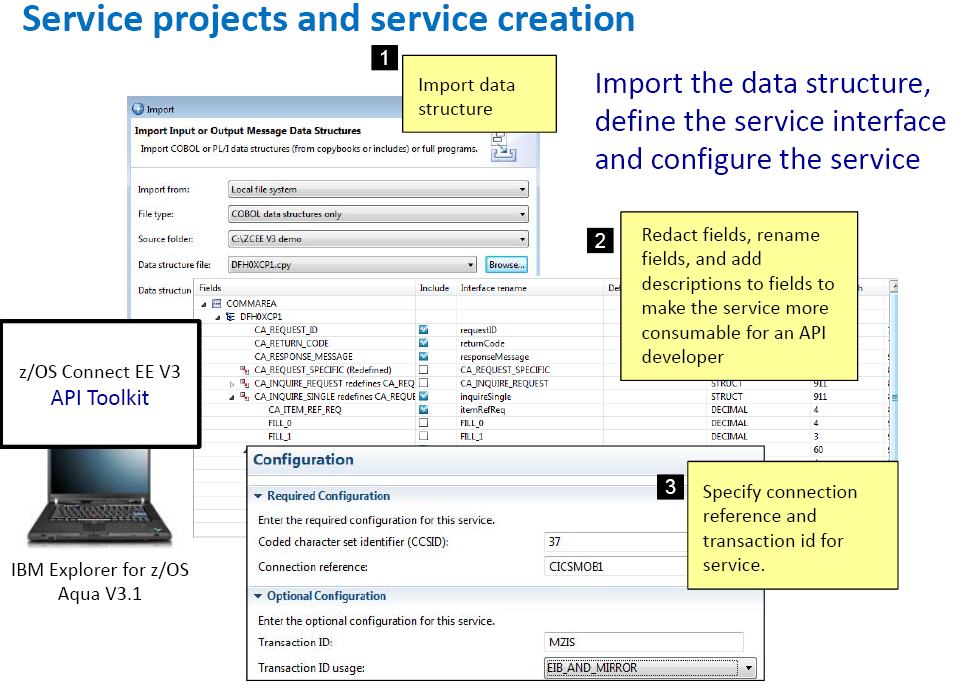 Service projects and service creation
1
Import data
structure
Import the data structure,
define the service interface
and configure the service
Import
Import Input or Output Message Data Structures
Import COBOL or PL/I data structures (from copybooks or includes) or full programs.
Import from:
Local file system
File type:
COBOL data structures only
Source folder:
C:\ZCEE V3 demo
Data structure file:
DFH0XCP1.cpy
Browse...
Data structun
2
Redact fields, rename
fields, and add
descriptions to fields to
make the service more
consumable for an API
developer
Fields Include Interface rename Def h
COMMAREA
DFH0XCP1
CA_REQUEST_ID requestID
CA_RETURN_CODE returnCode
CA_RESPONSE_MESSAGE responseMessage
CA_REQUEST_SPECIFIC (Redefined) CA_REQUEST_SPECIFIC
CA_INQUIRE_REQUEST redefines CA_REQ CA_INQUIRE_REQUEST STRUCT 911
CA_INQUIRE_SINGLE redefines CA_REQUE inquireSingle STRUCT 911
CA_ITEM_REF_REQ itemRefReq DECIMAL 4
FILL_0 FILL_0 DECIMAL 4
FILL_1 FILL_1 DECIMAL 3
60
z/OS Connect EE V3
API Toolkit
IBM Explorer for z/OS
Aqua V3.1
Configuration
Required Configuration
Enter the required configuration for this service.
Coded character set identifier (CCSID): 37
Connection reference: CICSMOB1
Optional Configuration
Enter the optional configuration for this service.
Transaction ID: MZIS
Transaction ID usage: EIB_AND_MIRROR
3
Specify connection
reference and
transaction id for
service.